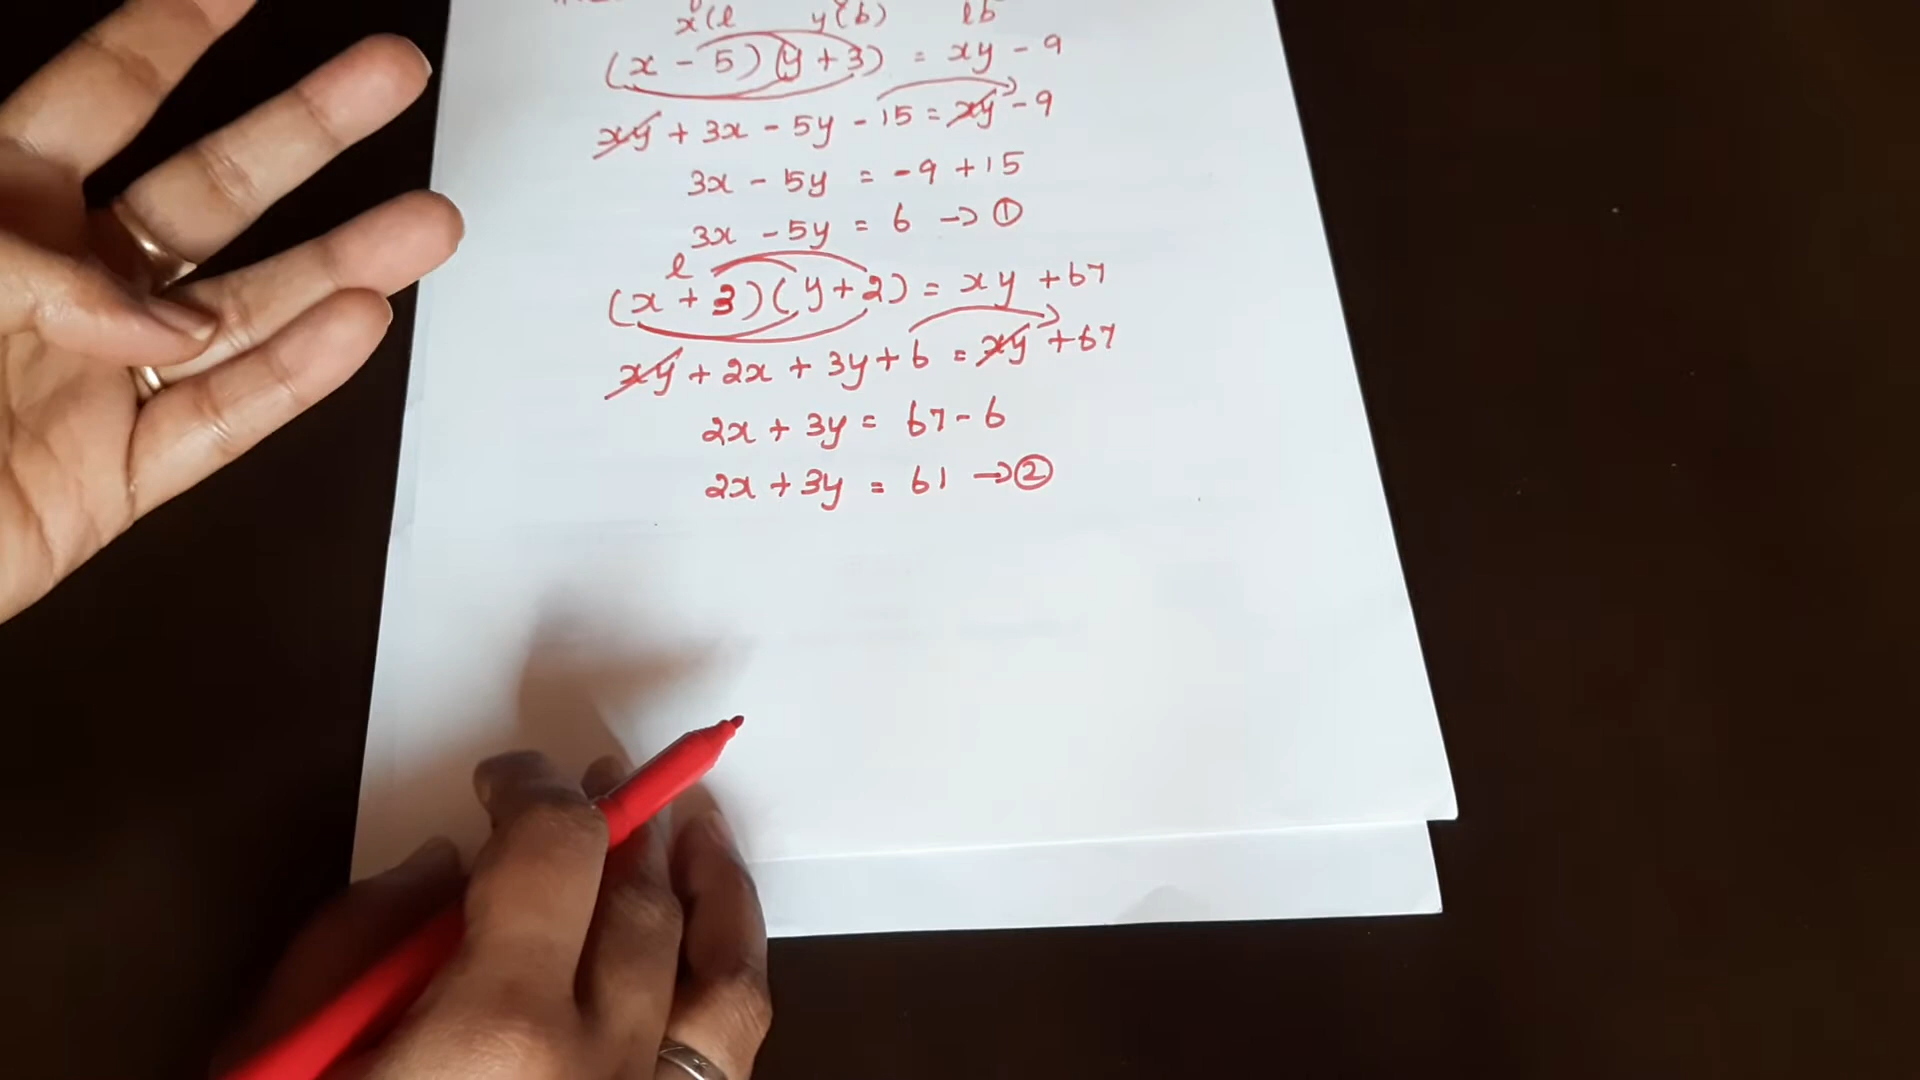 x(l y(b) lb
(x - 5)(y + 3) = xy - 9
xy + 3x - 5y - 15 = xy - 9
3x - 5y = -9 + 15
3x - 5y = 6 → ①
l
(x + 3)(y + 2) = xy + 67
xy + 2x + 3y + 6 = xy + 67
2x + 3y = 67 - 6
2x + 3y = 61 → ②